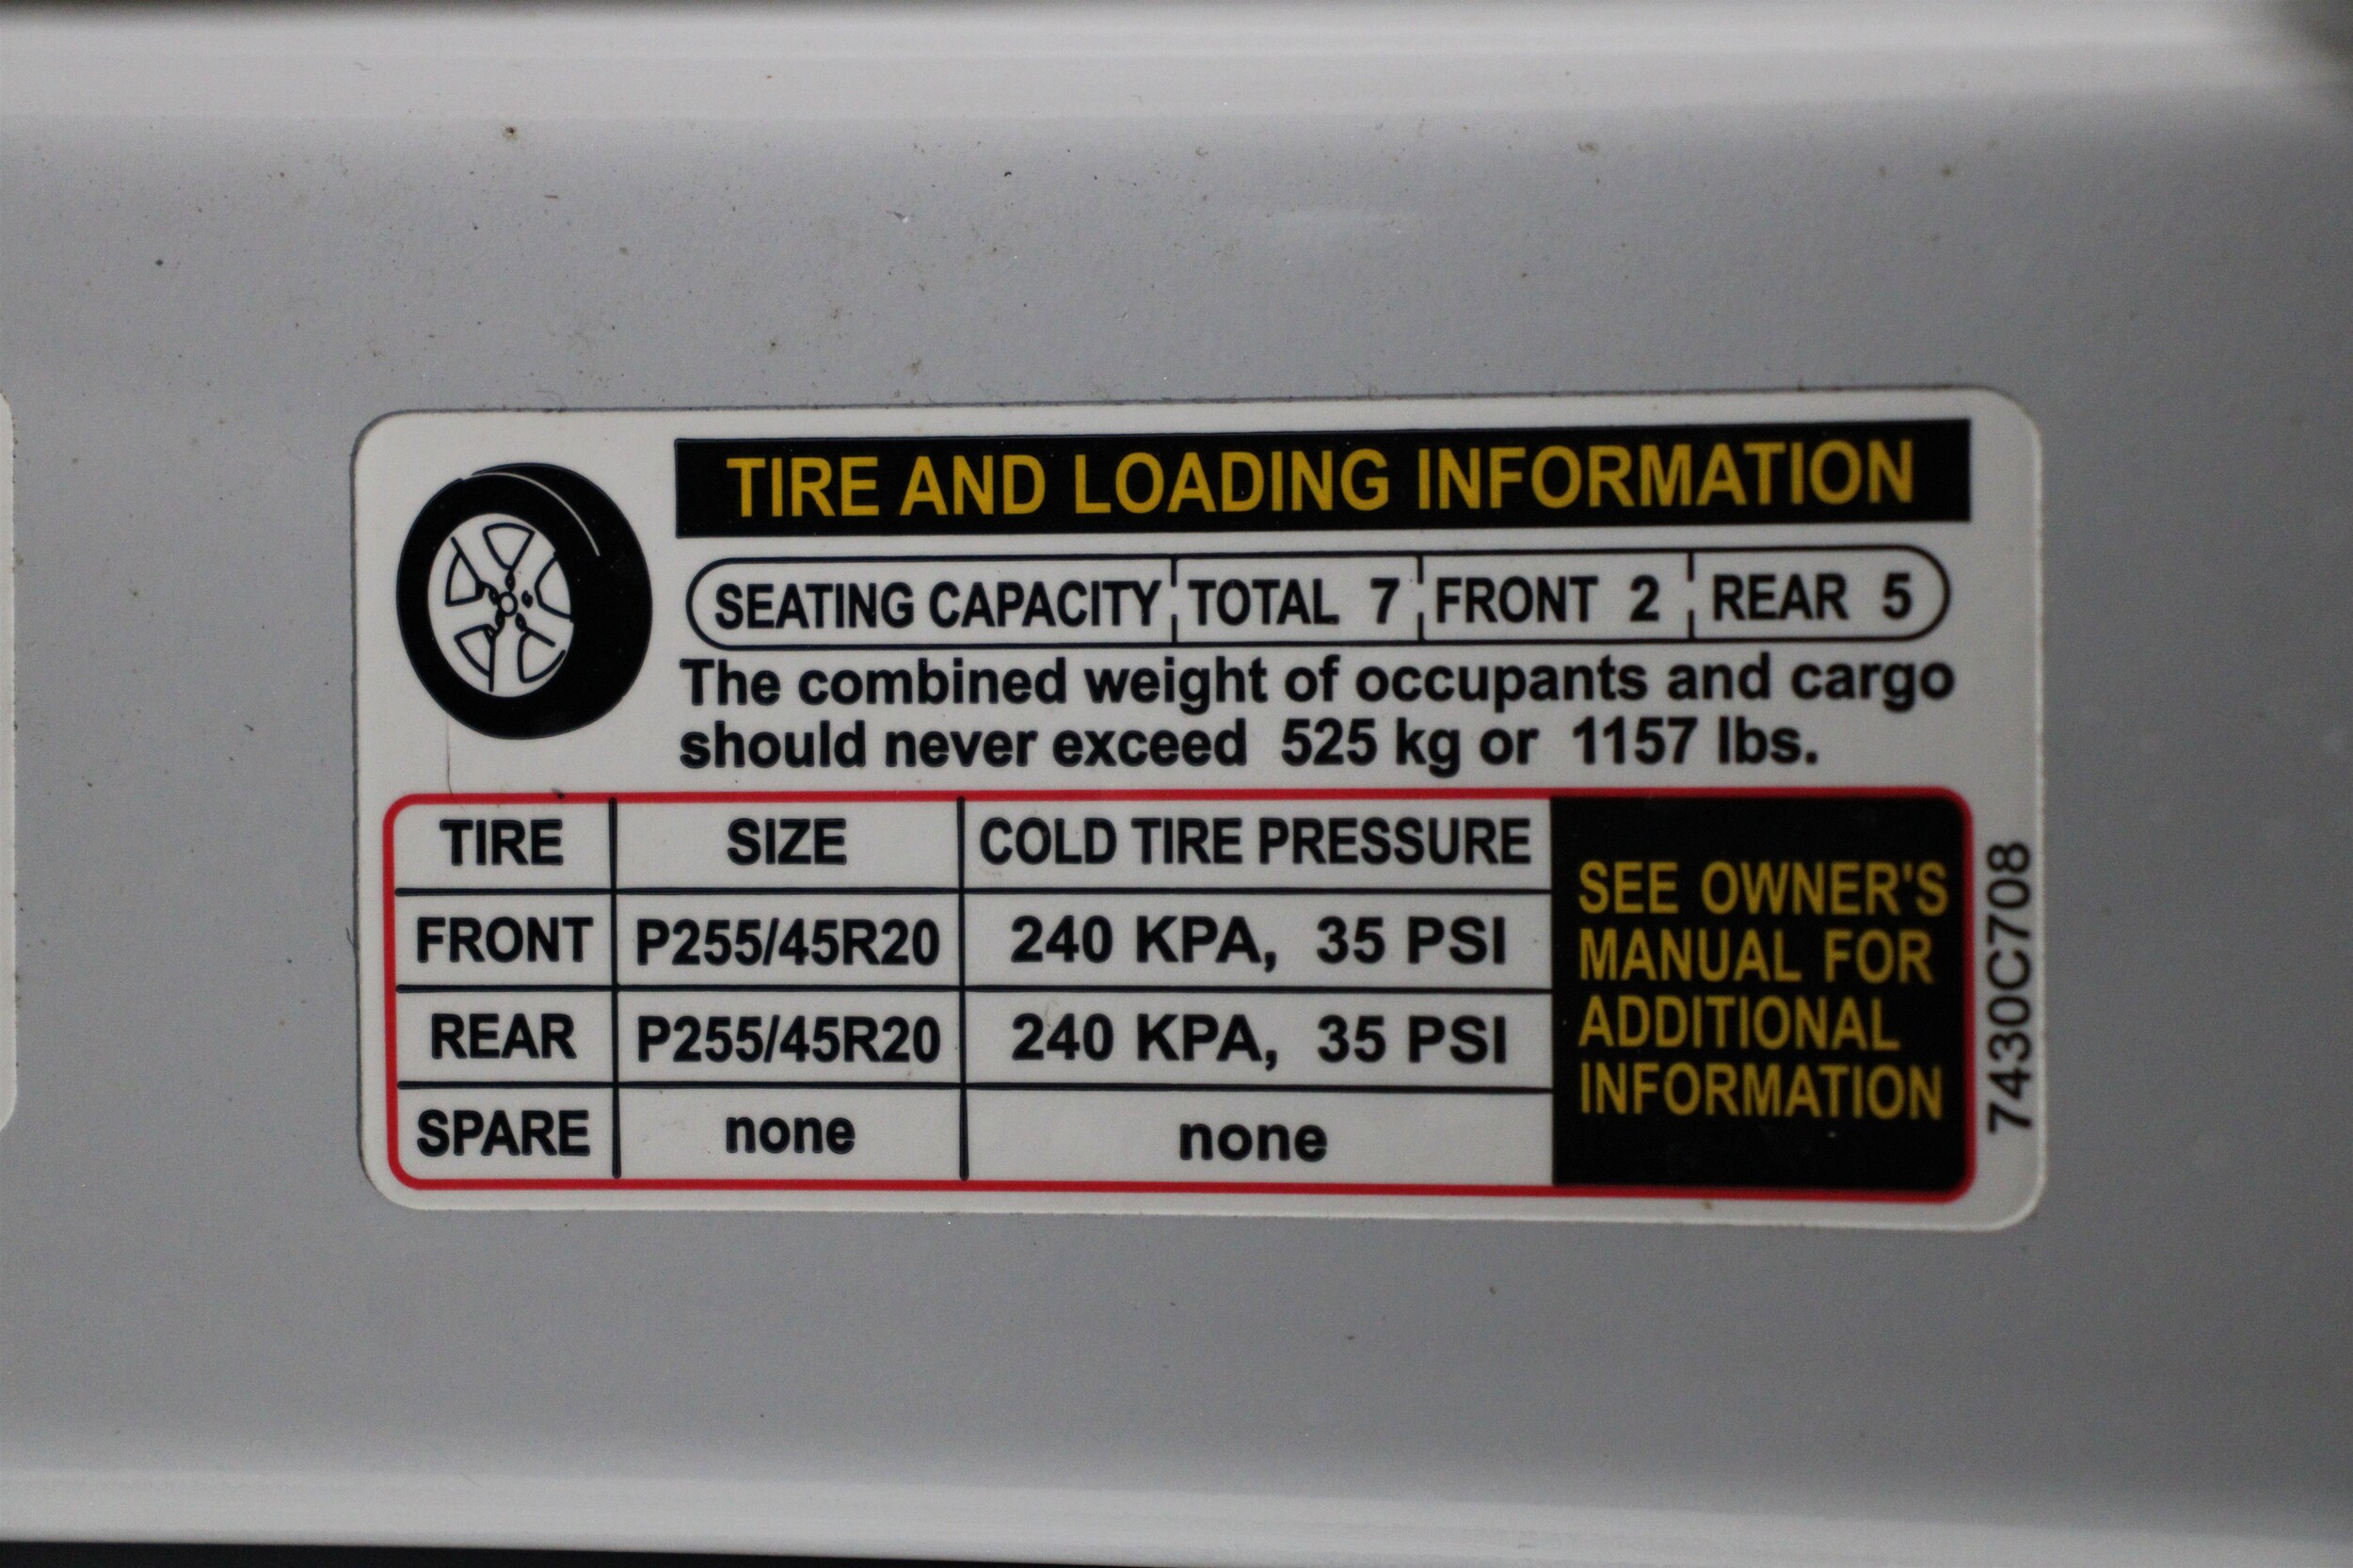 TIRE AND LOADING INFORMATION
SEATING CAPACITY TOTAL 7 FRONT 2 REAR 5
The combined weight of occupants and cargo
should never exceed 525 kg or 1157 lbs.
TIRE SIZE COLD TIRE PRESSURE
FRONT P255/45R20 240 KPA, 35 PSI
REAR P255/45R20 240 KPA, 35 PSI
SPARE none none
SEE OWNER'S
MANUAL FOR
ADDITIONAL
INFORMATION
7430C708